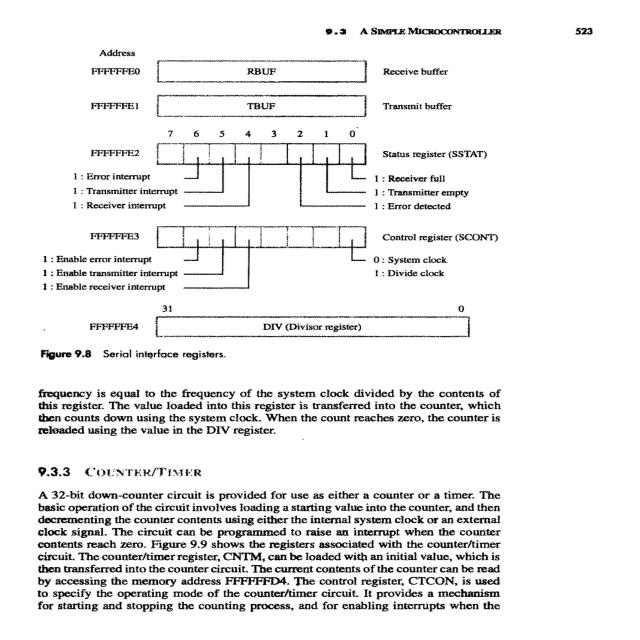 9.3 A SIMPLE MICROCONTROLLER 523
Address
FFFFFFE0 RBUF Receive buffer
FFFFFFE1 TBUF Transmit buffer
7 6 5 4 3 2 1 0
FFFFFFE2 Status register (SSTAT)
1 : Error interrupt 1 : Receiver full
1 : Transmitter interrupt 1 : Transmitter empty
1 : Receiver interrupt 1 : Error detected
FFFFFFE3 Control register (SCONT)
1 : Enable error interrupt 0 : System clock
1 : Enable transmitter interrupt 1 : Divide clock
1 : Enable receiver interrupt
31 0
FFFFFFE4 DIV (Divisor register)
Figure 9.8 Serial interface registers.
frequency is equal to the frequency of the system clock divided by the contents of
this register. The value loaded into this register is transferred into the counter, which
then counts down using the system clock. When the count reaches zero, the counter is
reloaded using the value in the DIV register.
9.3.3 COUNTER/TIMER
A 32-bit down-counter circuit is provided for use as either a counter or a timer. The
basic operation of the circuit involves loading a starting value into the counter, and then
decrementing the counter contents using either the internal system clock or an external
clock signal. The circuit can be programmed to raise an interrupt when the counter
contents reach zero. Figure 9.9 shows the registers associated with the counter/timer
circuit. The counter/timer register, CNTM, can be loaded with an initial value, which is
then transferred into the counter circuit. The current contents of the counter can be read
by accessing the memory address FFFFFFD4. The control register, CTCON, is used
to specify the operating mode of the counter/timer circuit. It provides a mechanism
for starting and stopping the counting process, and for enabling interrupts when the